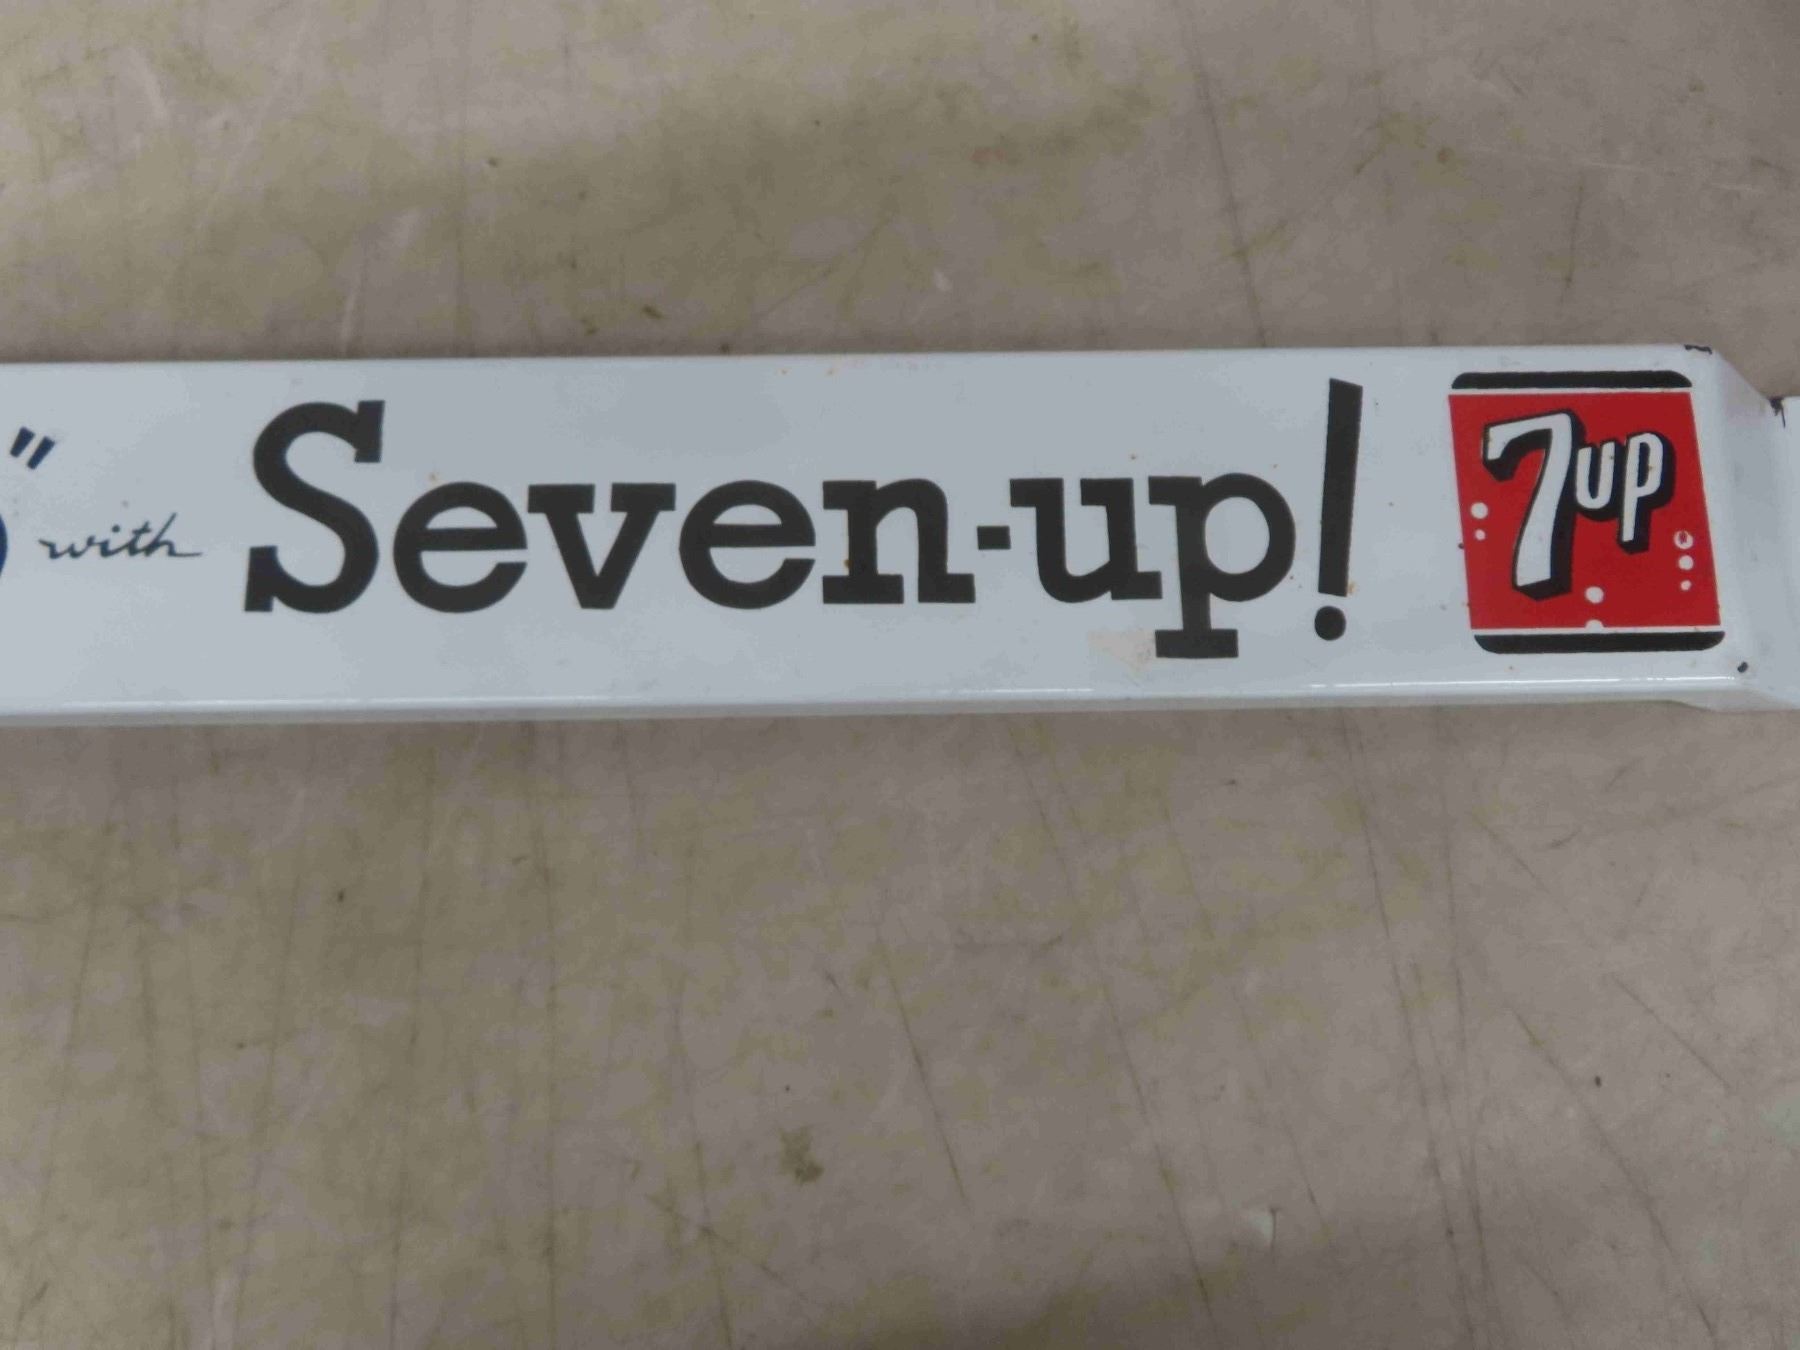 " with Seven-up! 7up